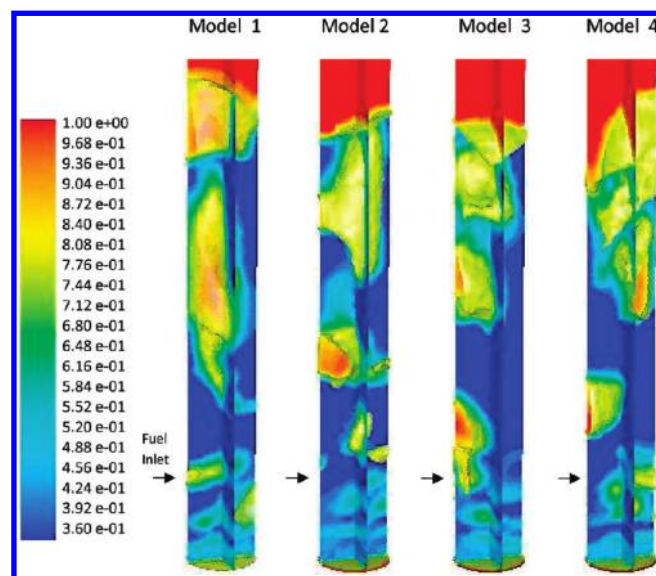 Model 1 Model 2 Model 3 Model 4
1.00 e+00
9.68 e-01
9.36 e-01
9.04 e-01
8.72 e-01
8.40 e-01
8.08 e-01
7.76 e-01
7.44 e-01
7.12 e-01
6.80 e-01
6.48 e-01
6.16 e-01
5.84 e-01
5.52 e-01
5.20 e-01
4.88 e-01
4.56 e-01
4.24 e-01
3.92 e-01
3.60 e-01
Fuel
Inlet